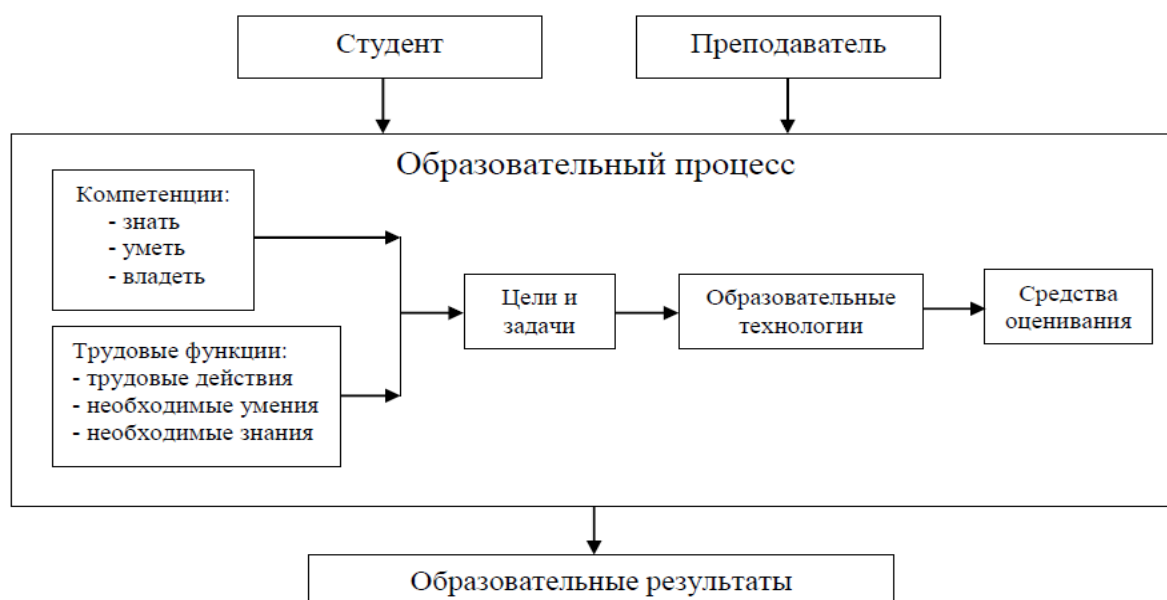 Студент
Преподаватель
Образовательный процесс
Компетенции:
- знать
- уметь
- владеть
Трудовые функции:
- трудовые действия
- необходимые умения
- необходимые знания
Цели и
задачи
Образовательные
технологии
Средства
оценивания
Образовательные результаты